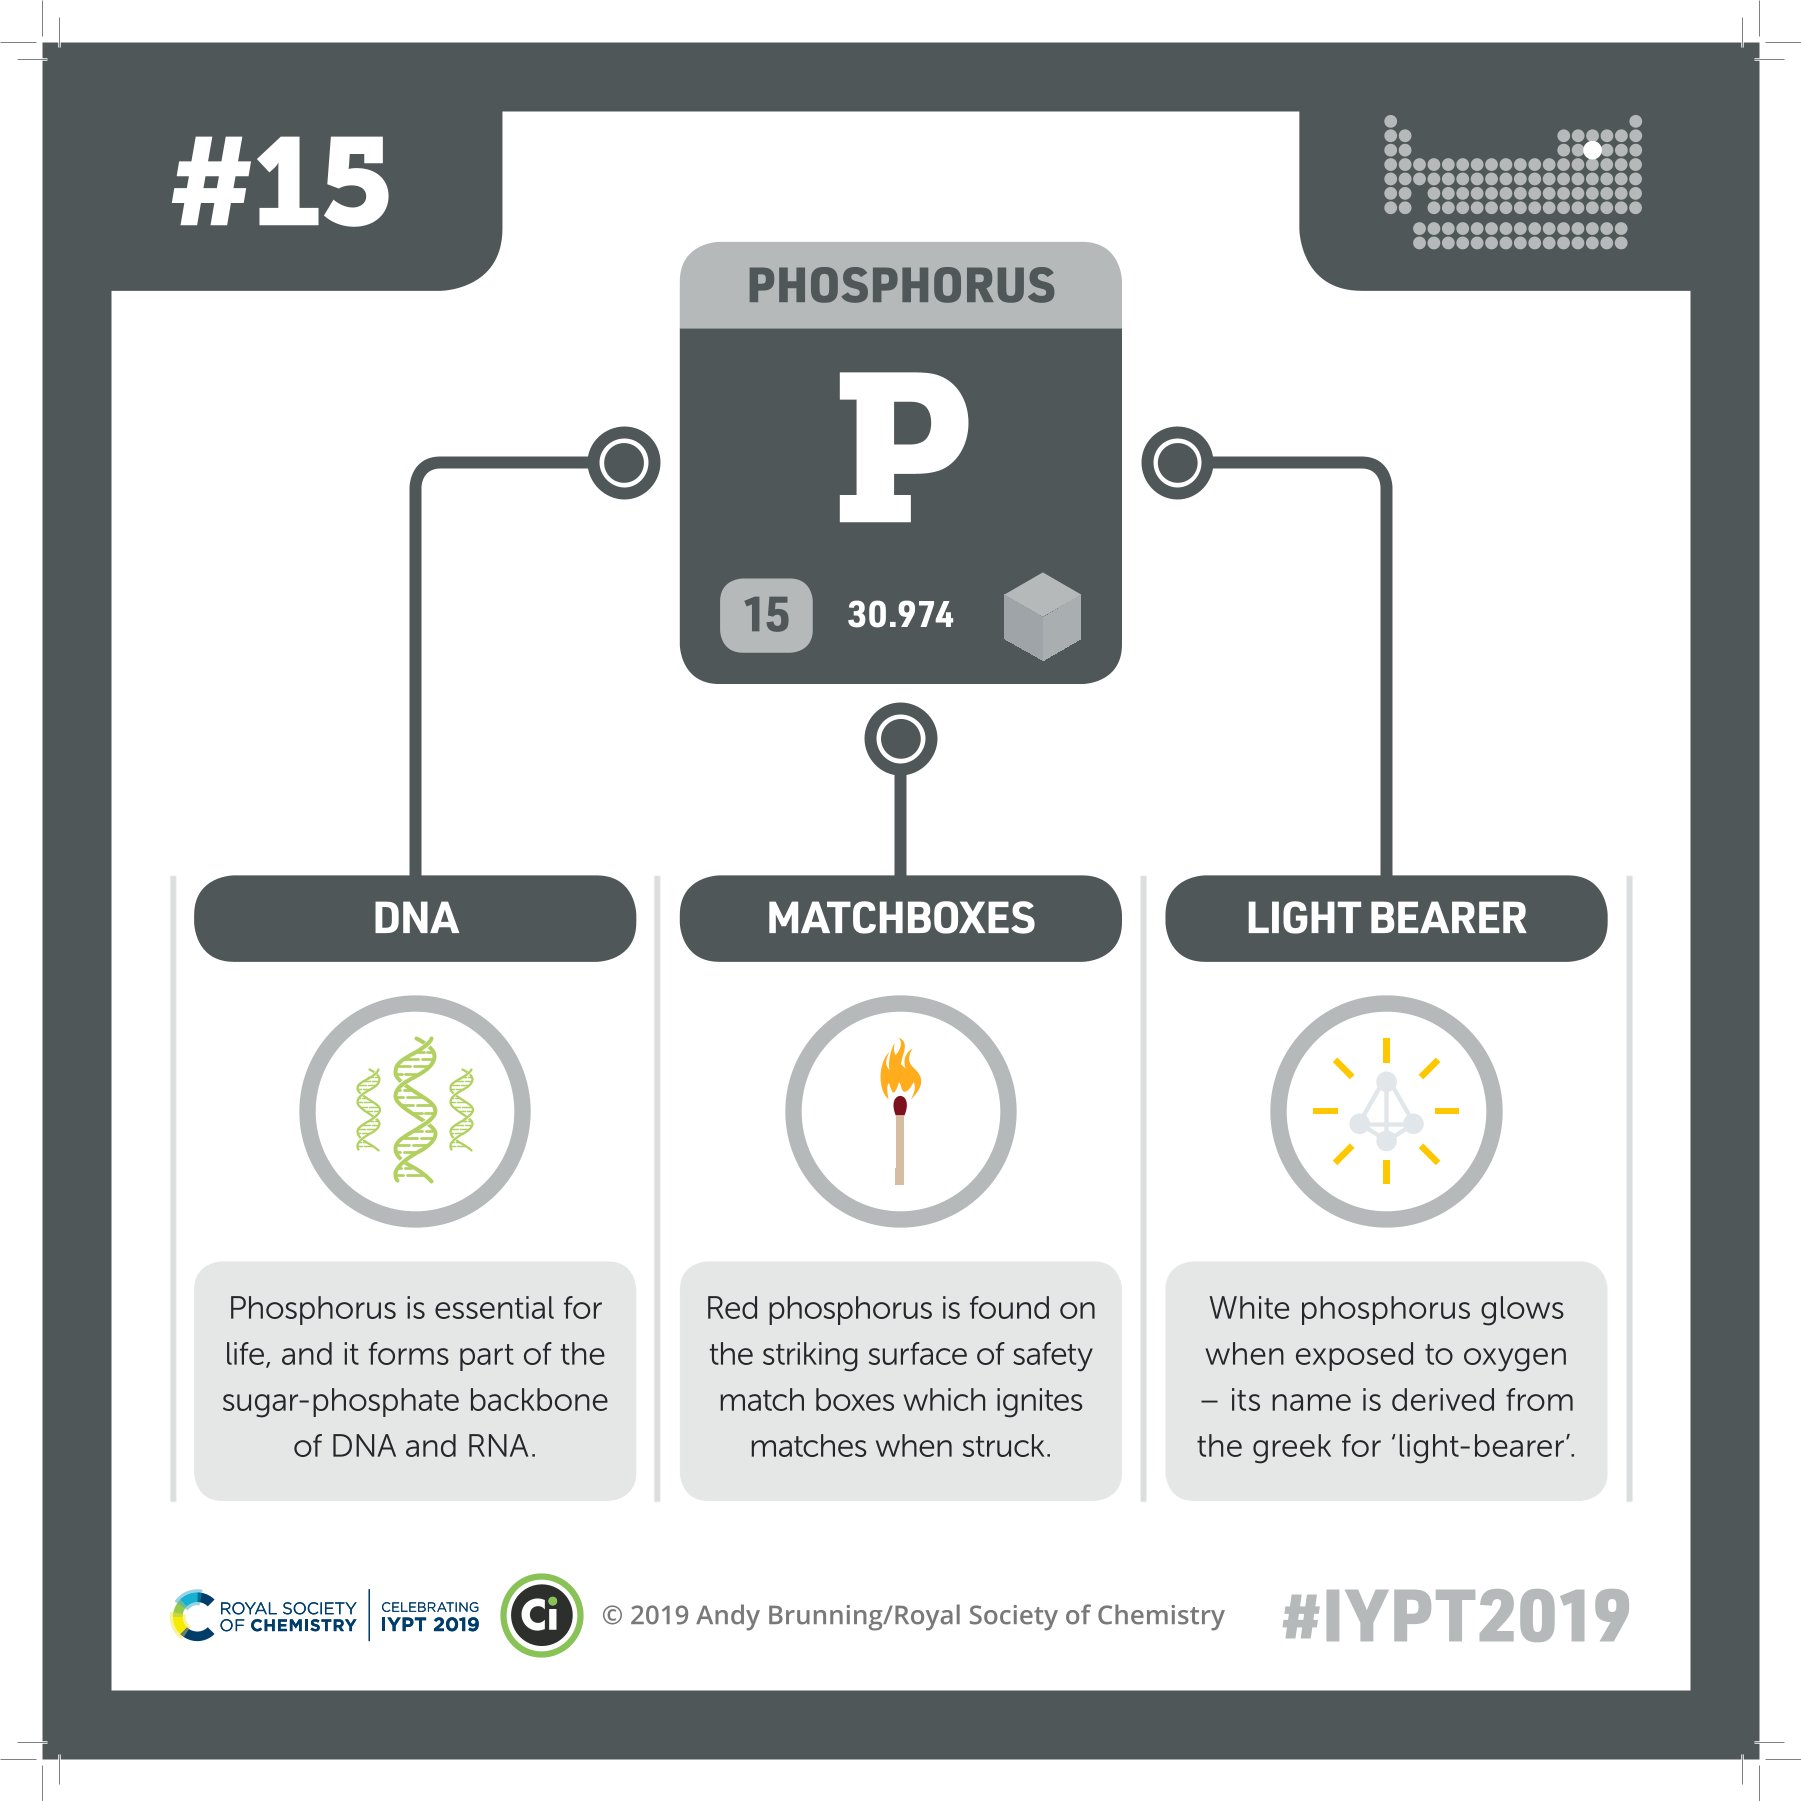 #15
PHOSPHORUS
P
15
30.974
DNA
MATCHBOXES
LIGHT BEARER
Phosphorus is essential for
life, and it forms part of the
sugar-phosphate backbone
of DNA and RNA.
Red phosphorus is found on
the striking surface of safety
match boxes which ignites
matches when struck.
White phosphorus glows
when exposed to oxygen
– its name is derived from
the greek for ‘light-bearer’.
ROYAL SOCIETY
OF CHEMISTRY
CELEBRATING
IYPT 2019
Ci
© 2019 Andy Brunning/Royal Society of Chemistry
#IYPT2019